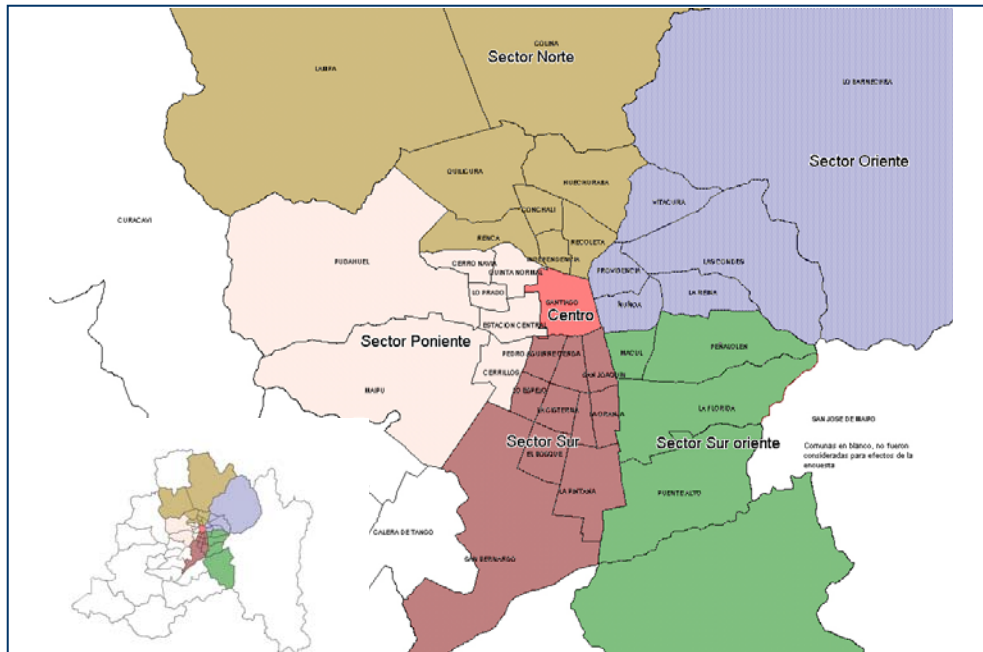 COLINA
Sector Norte
LAMPA
LO BARNECHEA
Sector Oriente
QUILICURA
HUECHURABA
CONCHALI
VITACURA
CURACAVI
RENCA
RECOLETA
INDEPENDENCIA
PUDAHUEL
CERRO NAVIA
QUINTA NORMAL
PROVIDENCIA
LAS CONDES
LO PRADO
LA REINA
SANTIAGO
ÑUÑOA
Centro
ESTACION CENTRAL
Sector Poniente
PEDRO AGUIRRE CERDA
MACUL
PEÑALOLEN
CERRILLOS
SAN JOAQUIN
MAIPU
LO ESPEJO
LA CISTERNA
LA GRANJA
LA FLORIDA
SAN JOSE DE MAIPO
Sector Sur
Sector Sur oriente
EL BOSQUE
Comunas en blanco, no fueron
consideradas para efectos de la
encuesta
LA PINTANA
PUENTE ALTO
CALERA DE TANGO
SAN BERNARDO